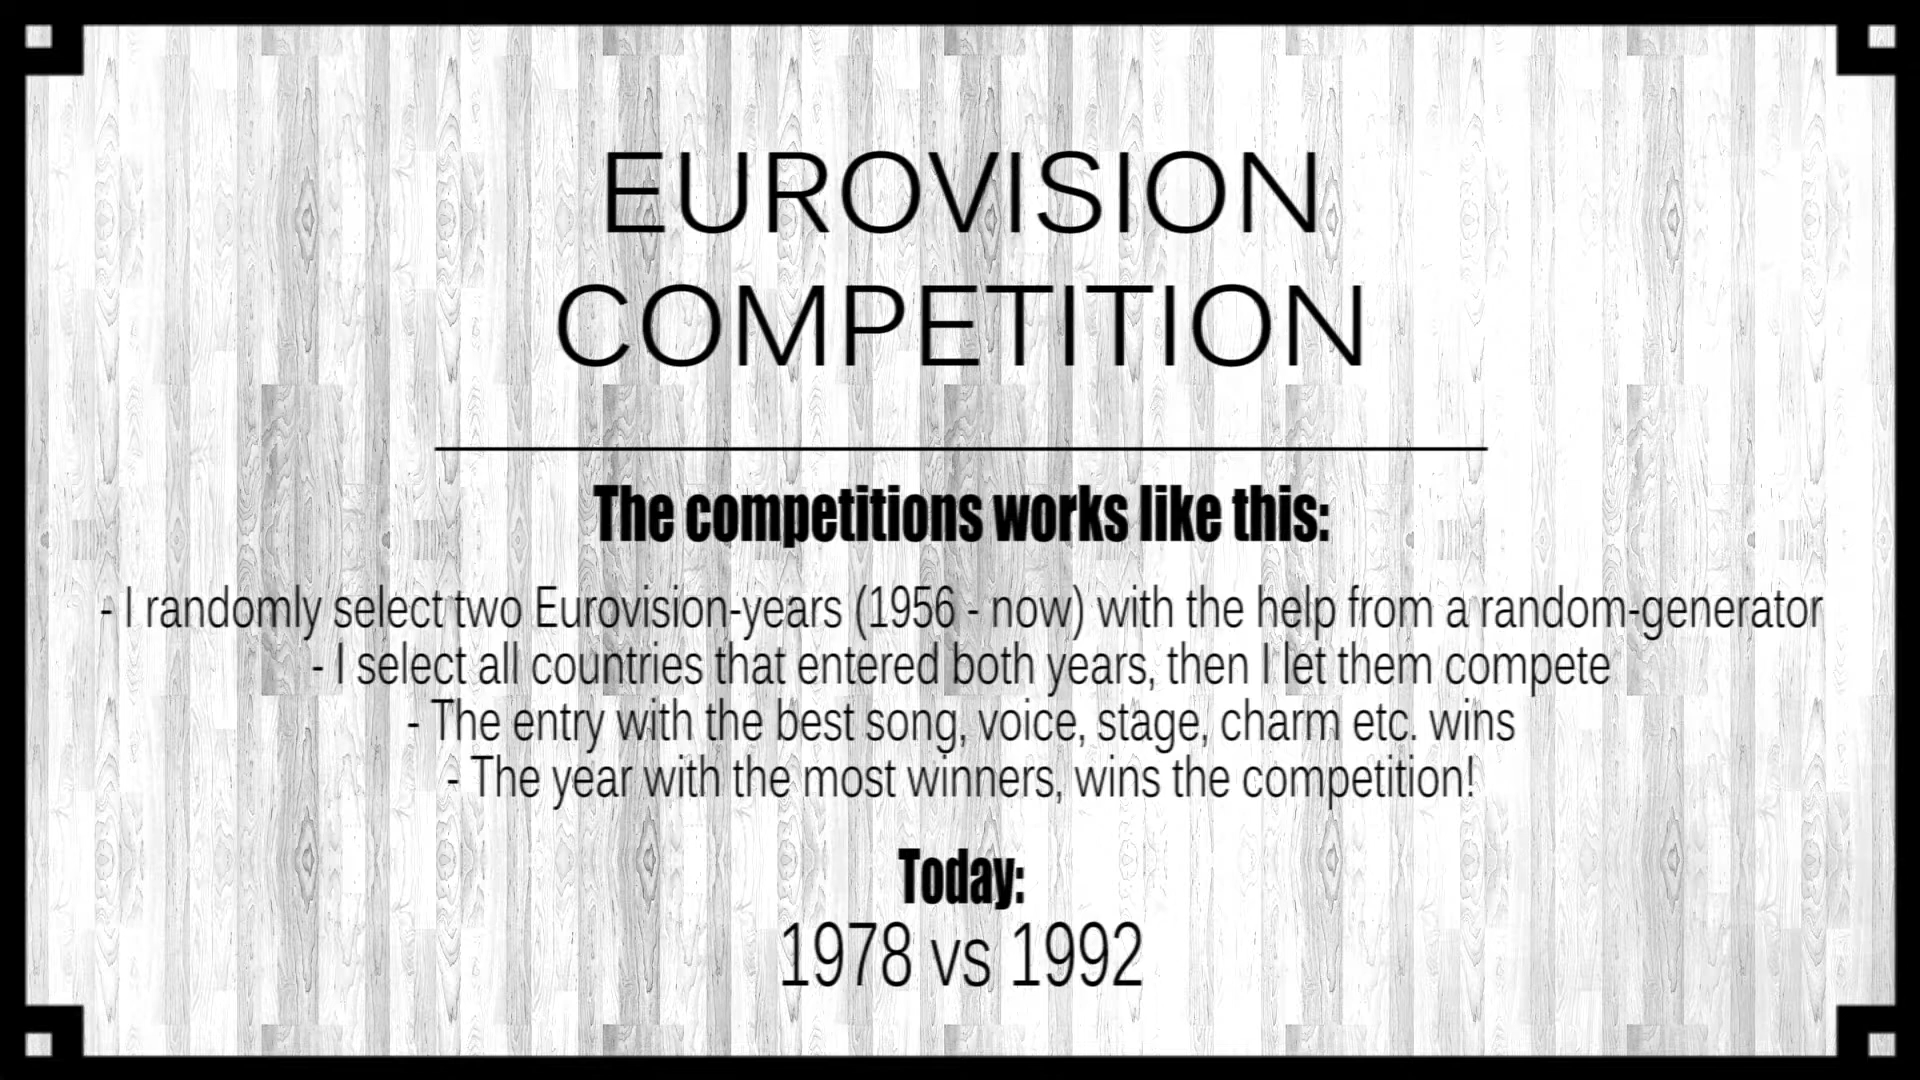 EUROVISION
COMPETITION
The competitions works like this:
- I randomly select two Eurovision-years (1956 - now) with the help from a random-generator
- I select all countries that entered both years, then I let them compete
- The entry with the best song, voice, stage, charm etc. wins
- The year with the most winners, wins the competition!
Today:
1978 vs 1992